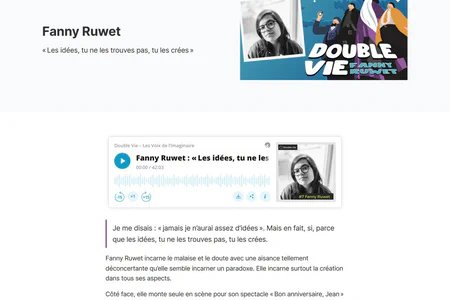 Fanny Ruwet
« Les idées, tu ne les trouves pas, tu les crées »
DOUBLE
VIE FANNY
RUWET
Double Vie - Les Voix de l'Imaginaire
Fanny Ruwet : « Les idées, tu ne les
00:00 / 42:03
#7 Fanny Ruwet
Je me disais : « jamais je n'aurai assez d'idées ». Mais en fait, si, parce
que les idées, tu ne les trouves pas, tu les crées.
Fanny Ruwet incarne le malaise et le doute avec une aisance tellement
déconcertante qu'elle semble incarner un paradoxe. Elle incarne surtout la création
dans tous ses aspects.
Côté face, elle monte seule en scène pour son spectacle « Bon anniversaire, Jean »